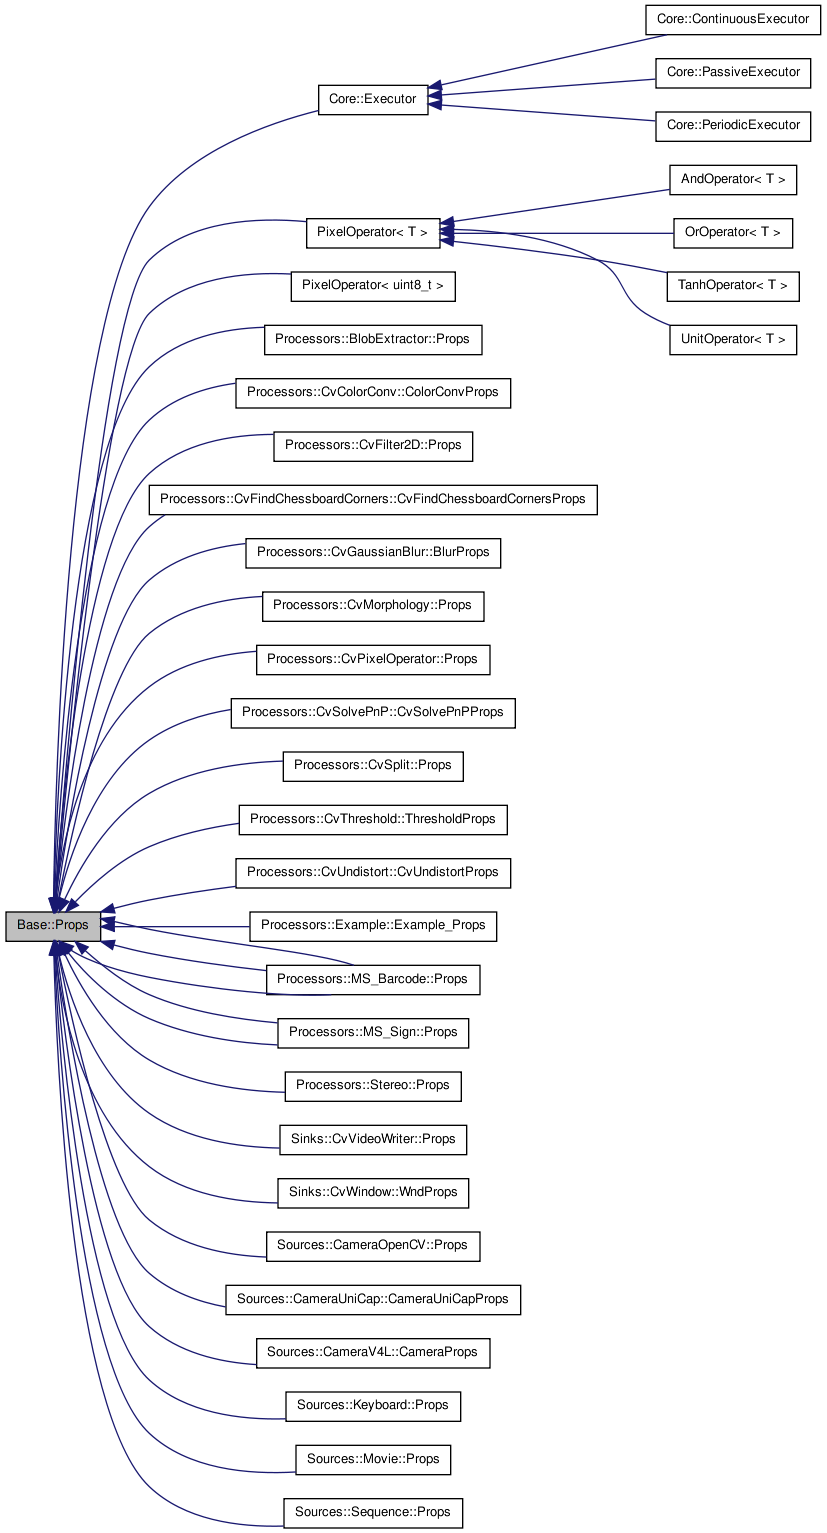 Core::ContinuousExecutor
Core::PassiveExecutor
Core::Executor
Core::PeriodicExecutor
AndOperator< T >
PixelOperator< T >
OrOperator< T >
PixelOperator< uint8_t >
TanhOperator< T >
Processors::BlobExtractor::Props
UnitOperator< T >
Processors::CvColorConv::ColorConvProps
Processors::CvFilter2D::Props
Processors::CvFindChessboardCorners::CvFindChessboardCornersProps
Processors::CvGaussianBlur::BlurProps
Processors::CvMorphology::Props
Processors::CvPixelOperator::Props
Processors::CvSolvePnP::CvSolvePnPProps
Processors::CvSplit::Props
Processors::CvThreshold::ThresholdProps
Processors::CvUndistort::CvUndistortProps
Base::Props
Processors::Example::Example_Props
Processors::MS_Barcode::Props
Processors::MS_Sign::Props
Processors::Stereo::Props
Sinks::CvVideoWriter::Props
Sinks::CvWindow::WndProps
Sources::CameraOpenCV::Props
Sources::CameraUniCap::CameraUniCapProps
Sources::CameraV4L::CameraProps
Sources::Keyboard::Props
Sources::Movie::Props
Sources::Sequence::Props